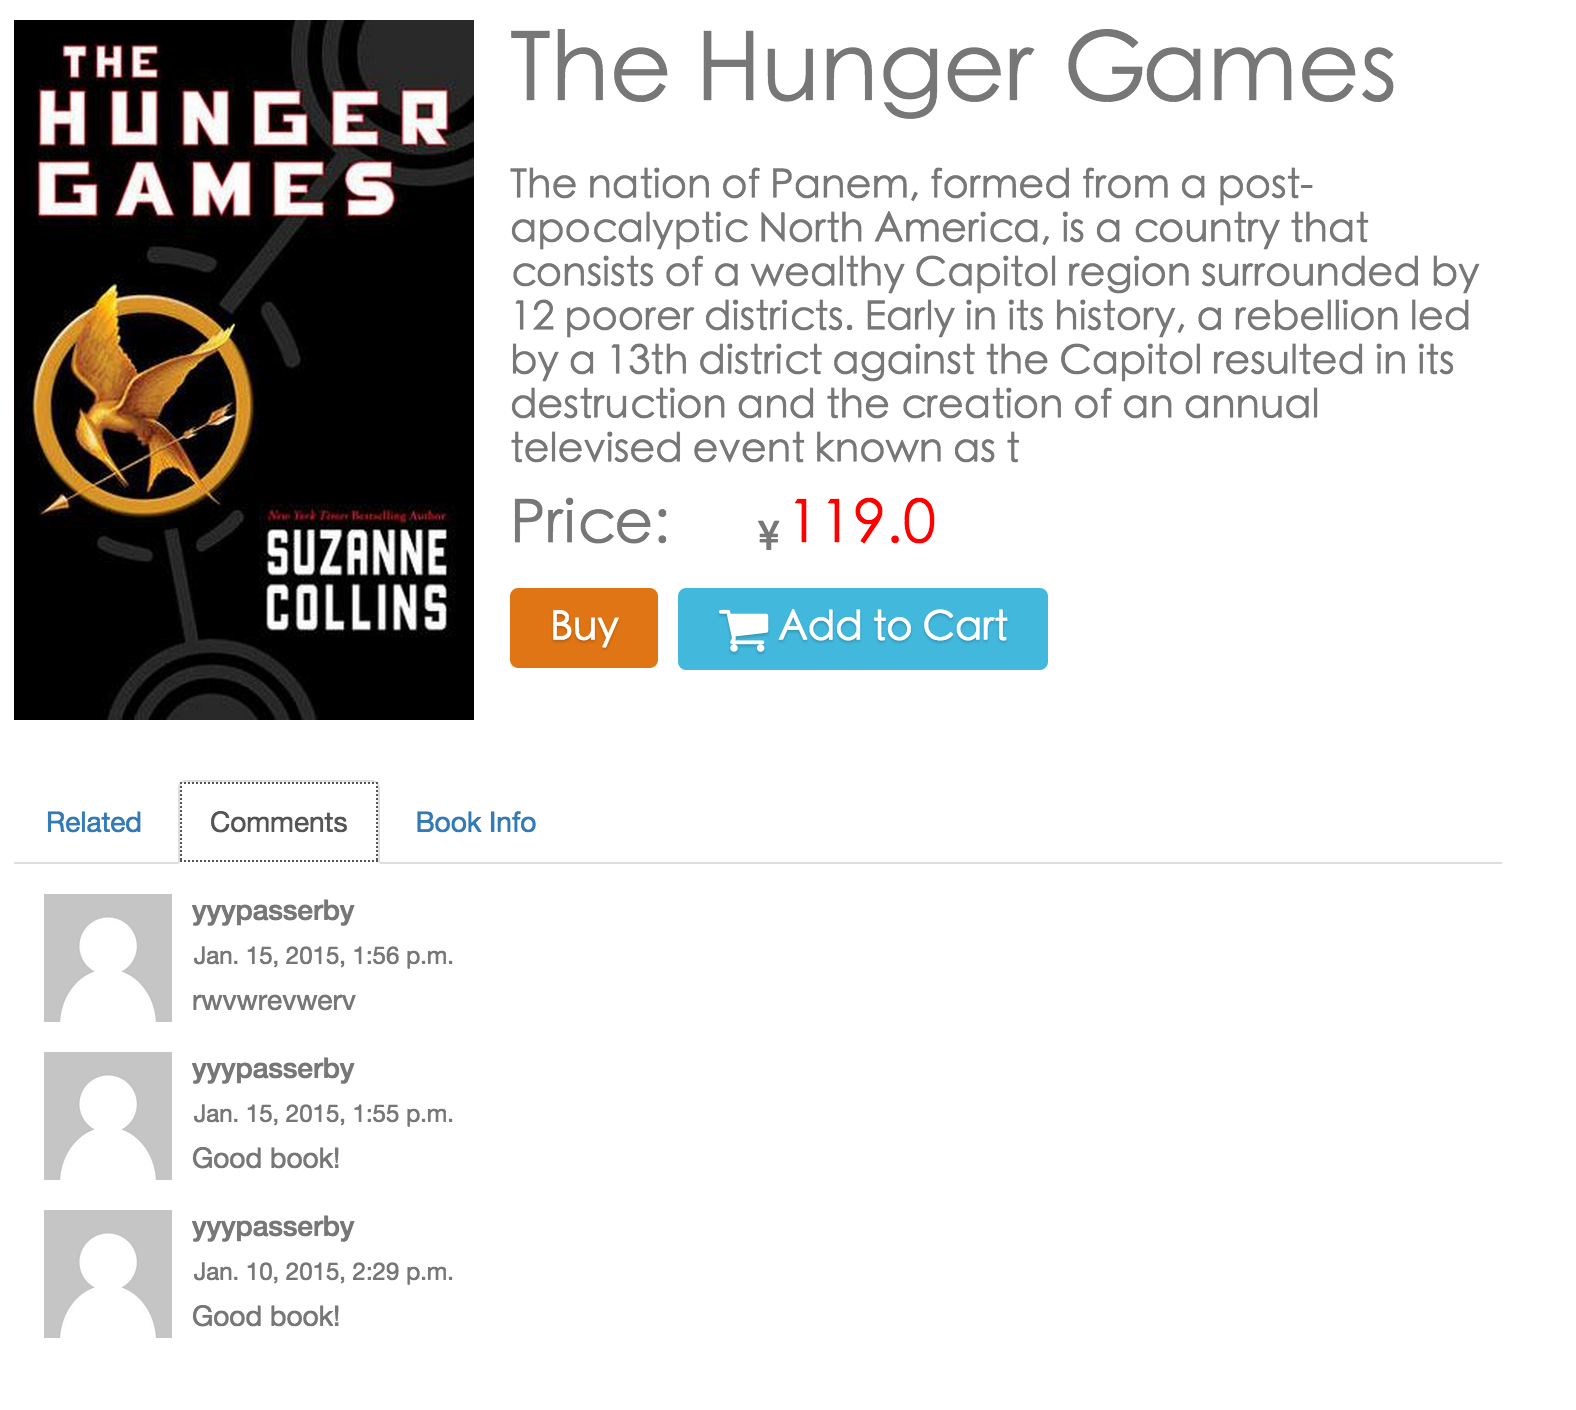 THE
HUNGER
GAMES
New York Times Bestselling Author
SUZANNE
COLLINS
The Hunger Games
The nation of Panem, formed from a post-
apocalyptic North America, is a country that
consists of a wealthy Capitol region surrounded by
12 poorer districts. Early in its history, a rebellion led
by a 13th district against the Capitol resulted in its
destruction and the creation of an annual
televised event known as t
Price: ¥ 119.0
Buy Add to Cart
Related Comments Book Info
yyypasserby
Jan. 15, 2015, 1:56 p.m.
rwvwrevwerv
yyypasserby
Jan. 15, 2015, 1:55 p.m.
Good book!
yyypasserby
Jan. 10, 2015, 2:29 p.m.
Good book!